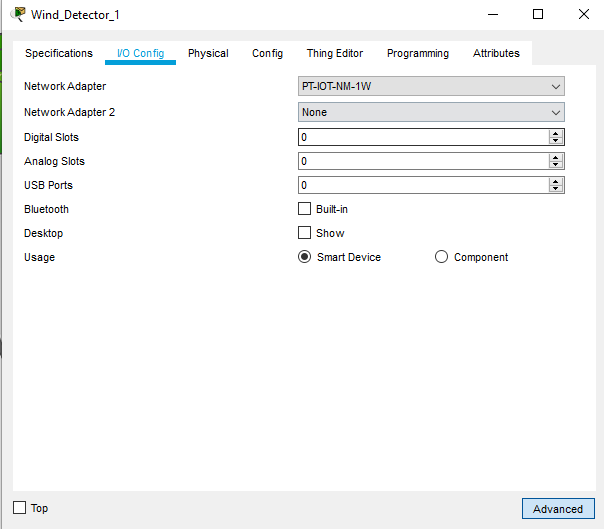 Wind_Detector_1
Specifications I/O Config Physical Config Thing Editor Programming Attributes
Network Adapter PT-IOT-NM-1W
Network Adapter 2 None
Digital Slots 0
Analog Slots 0
USB Ports 0
Bluetooth Built-in
Desktop Show
Usage Smart Device Component
Top Advanced